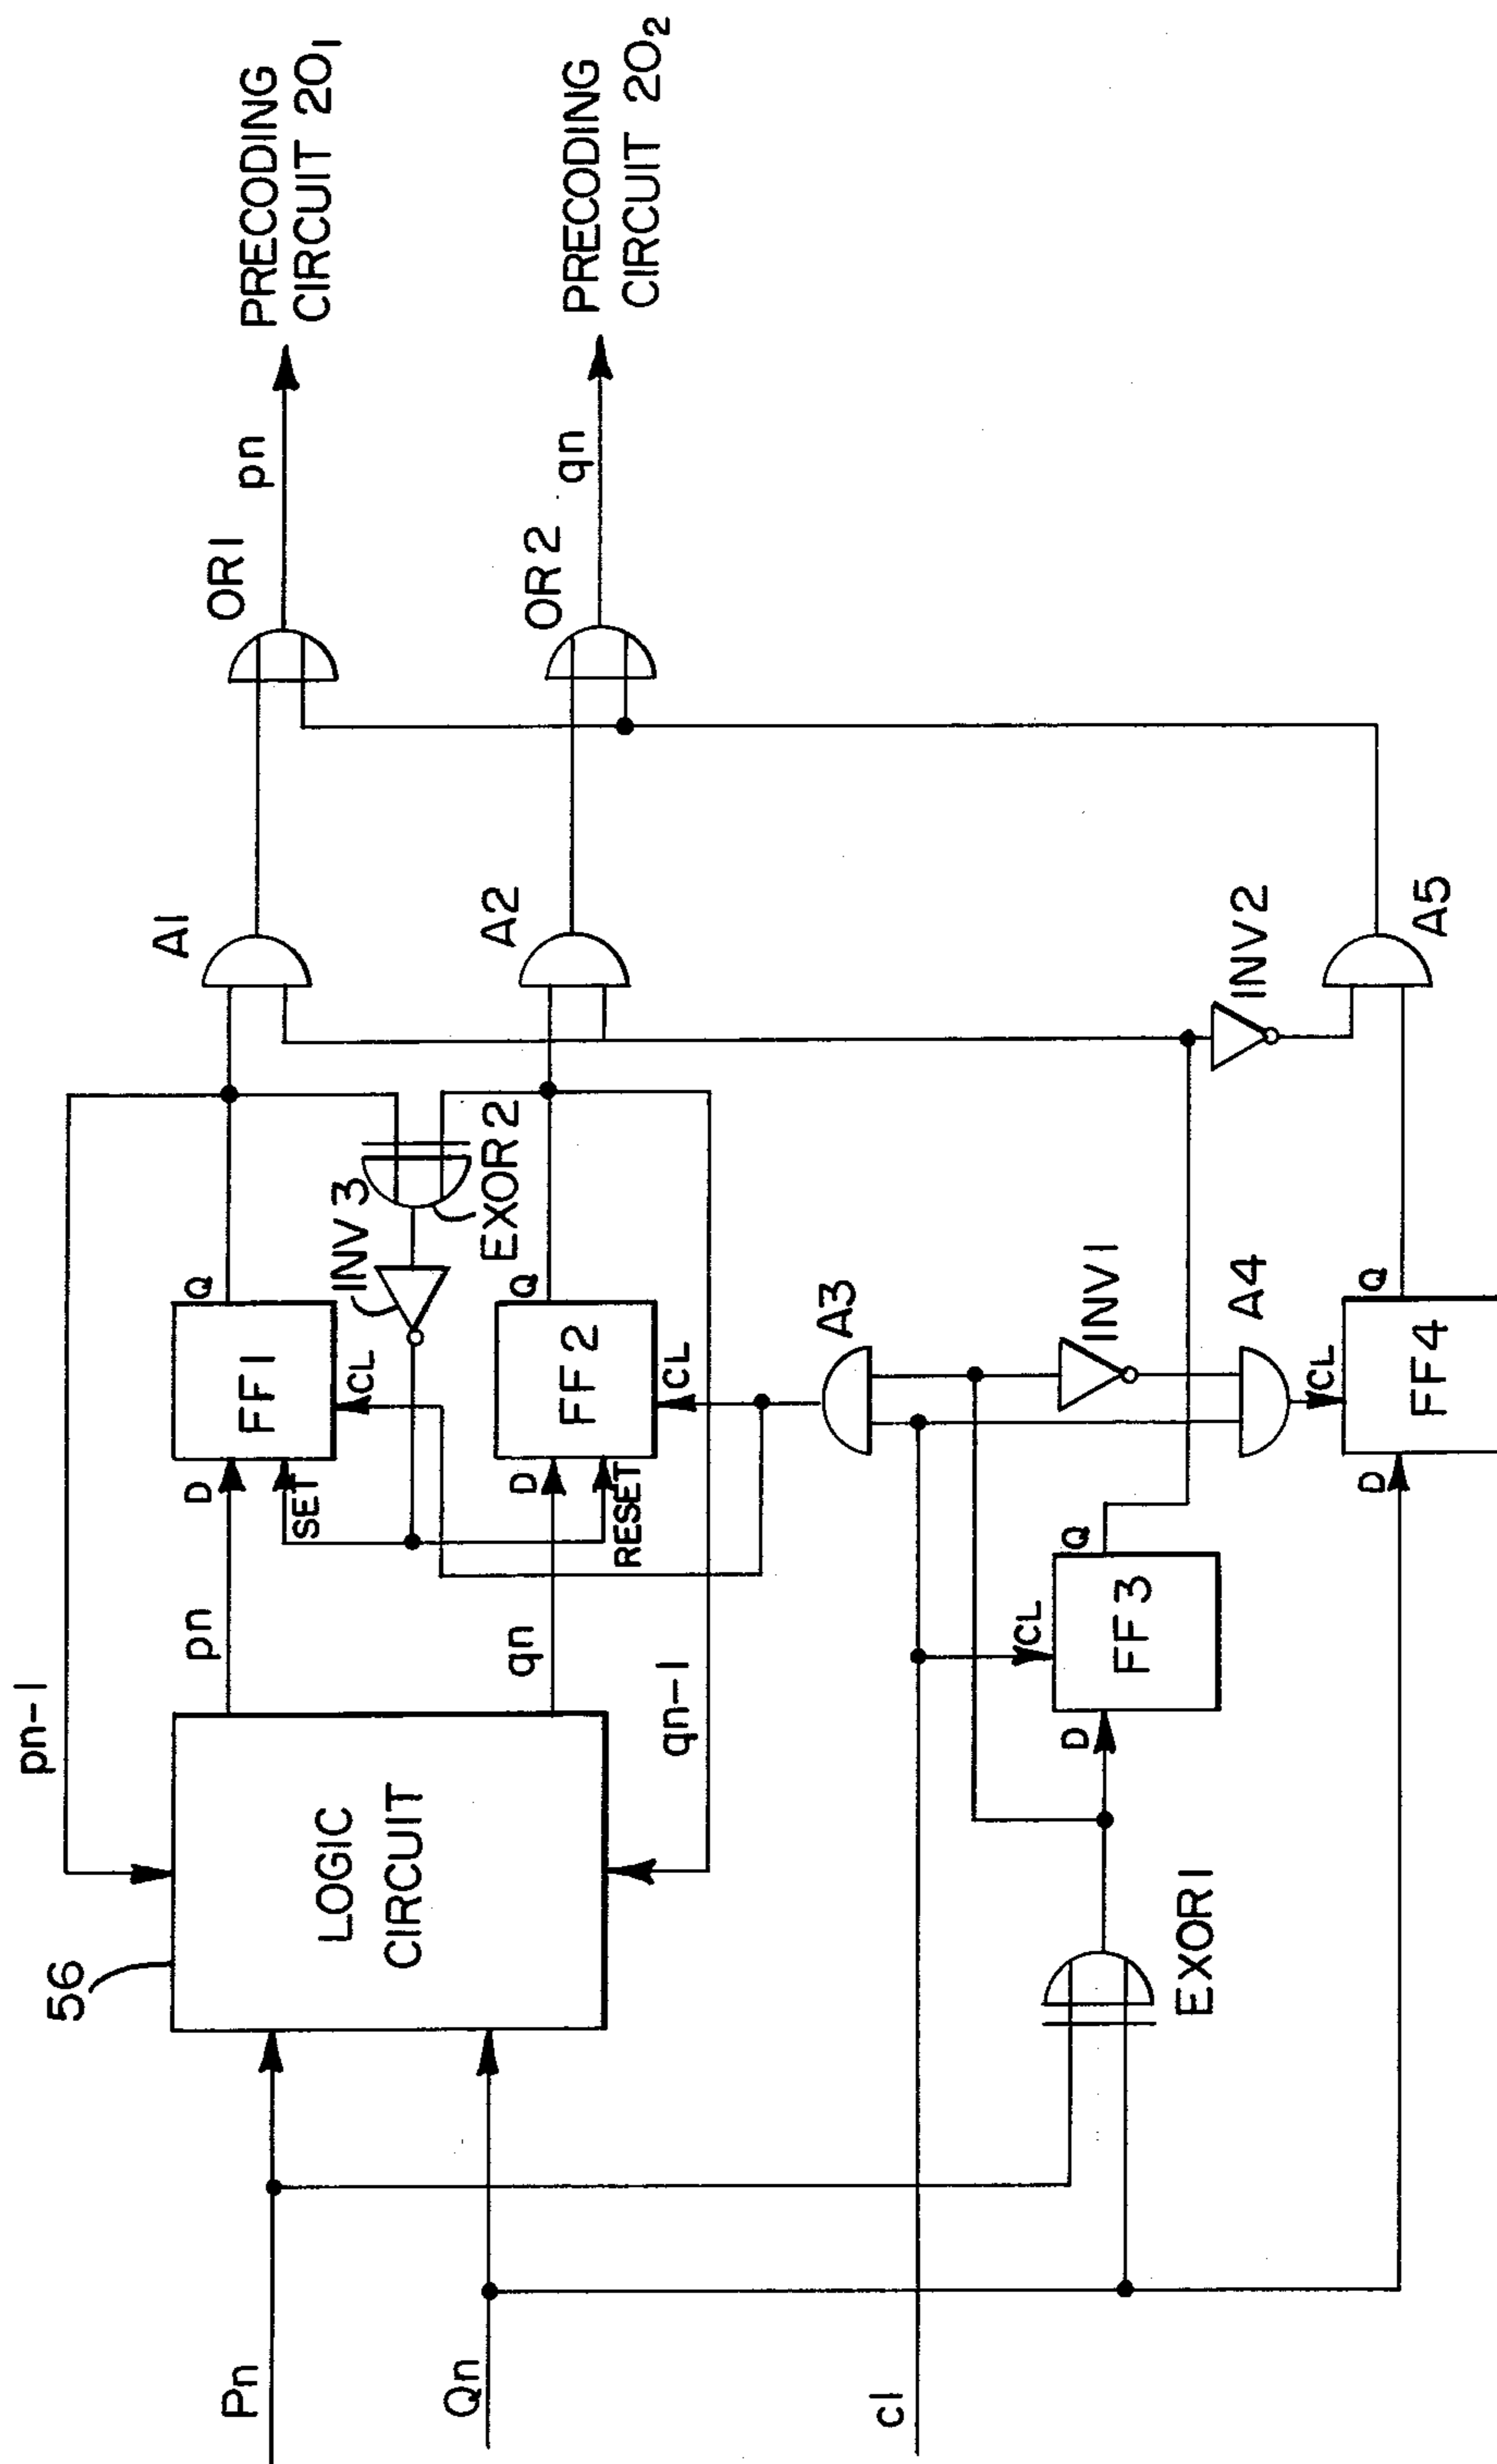 PRECODING
CIRCUIT 20₁
PRECODING
CIRCUIT 20₂
pn
qn
OR1
OR2
A1
A2
INV2
A5
pn-1
Q
FF1
D
SET
CL
INV3
EXOR2
Q
FF2
D
RESET
CL
A3
INV1
A4
Q
CL
FF4
D
pn
qn
qn-1
56
LOGIC
CIRCUIT
Q
CL
FF3
D
EXOR1
Pn
Qn
cl